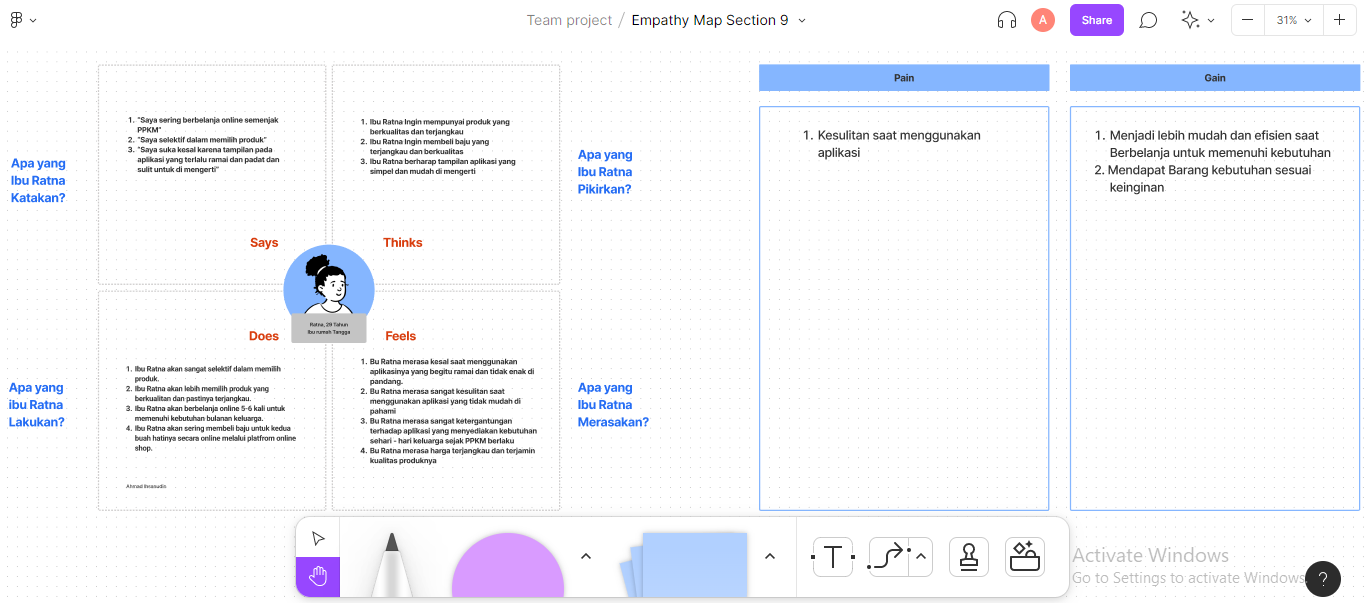 Team project / Empathy Map Section 9
A
Share
31%
Apa yang
Ibu Ratna
Katakan?
1. "Saya sering berbelanja online semenjak
PPKM"
2. "Saya selektif dalam memilih produk"
3. "Saya suka kesal karena tampilan pada
aplikasi yang terlalu ramai dan padat dan
sulit untuk di mengerti"
Says
1. Ibu Ratna Ingin mempunyai produk yang
berkualitas dan terjangkau
2. Ibu Ratna Ingin membeli baju yang
terjangkau dan berkualitas
3. Ibu Ratna berharap tampilan aplikasi yang
simpel dan mudah di mengerti
Thinks
Apa yang
Ibu Ratna
Pikirkan?
Ratna, 29 Tahun
Ibu rumah Tangga
Apa yang
ibu Ratna
Lakukan?
Does
1. Ibu Ratna akan sangat selektif dalam memilih
produk.
2. Ibu Ratna akan lebih memilih produk yang
berkualitan dan pastinya terjangkau.
3. Ibu Ratna akan berbelanja online 5-6 kali untuk
memenuhi kebutuhan bulanan keluarga.
4. Ibu Ratna akan sering membeli baju untuk kedua
buah hatinya secara online melalui platfrom online
shop.
Feels
1. Bu Ratna merasa kesal saat menggunakan
aplikasinya yang begitu ramai dan tidak enak di
pandang.
2. Bu Ratna merasa sangat kesulitan saat
menggunakan aplikasi yang tidak mudah di
pahami
3. Bu Ratna merasa sangat ketergantungan
terhadap aplikasi yang menyediakan kebutuhan
sehari - hari keluarga sejak PPKM berlaku
4. Bu Ratna merasa harga terjangkau dan terjamin
kualitas produknya
Apa yang
Ibu Ratna
Merasakan?
Pain
1. Kesulitan saat menggunakan
aplikasi
Gain
1. Menjadi lebih mudah dan efisien saat
Berbelanja untuk memenuhi kebutuhan
2. Mendapat Barang kebutuhan sesuai
keinginan
Ahmad
T
Activate Windows
Go to Settings to activate Windows.
?